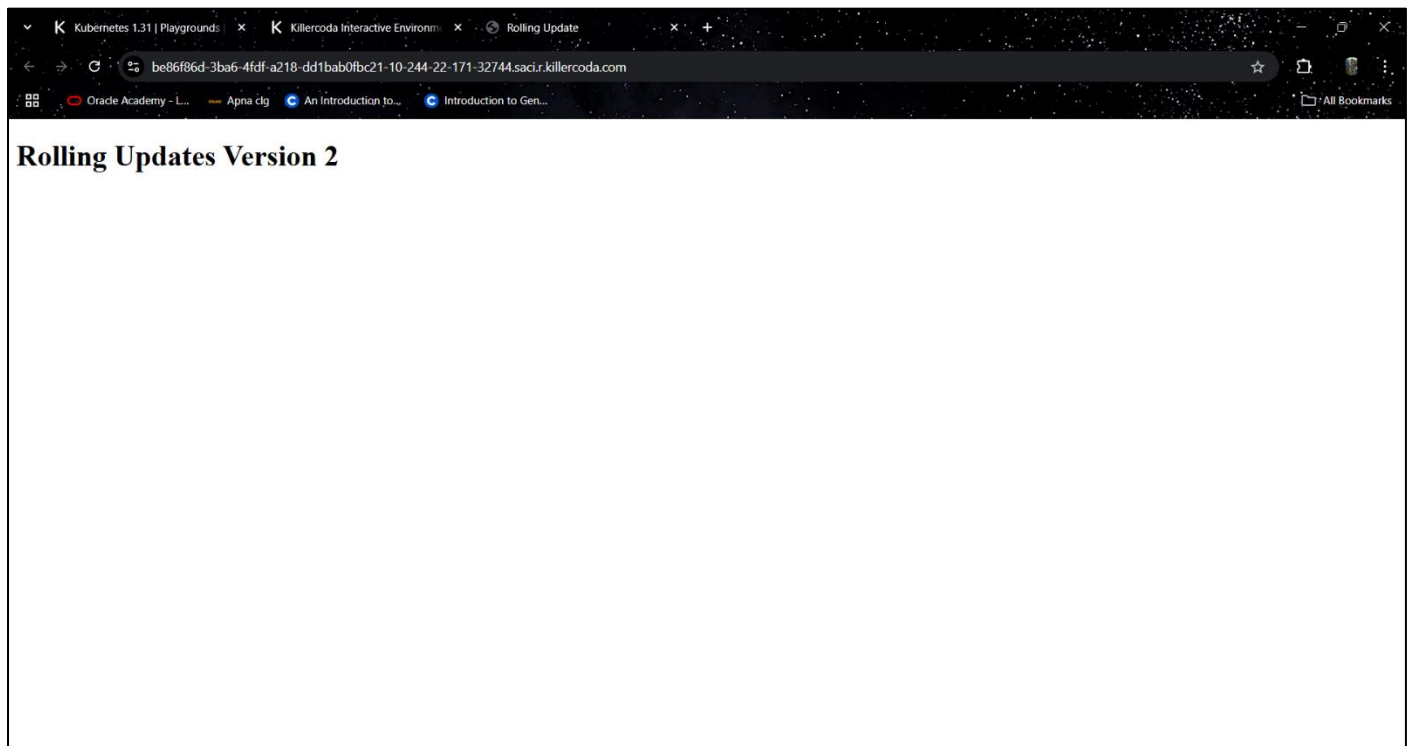 Kubernetes 1.31 | Playgrounds
Killercoda Interactive Environm
Rolling Update
be86f86d-3ba6-4fdf-a218-dd1bab0fbc21-10-244-22-171-32744.saci.r.killercoda.com
Oracle Academy - L...
Apna clg
An Introduction to...
Introduction to Gen...
All Bookmarks
Rolling Updates Version 2